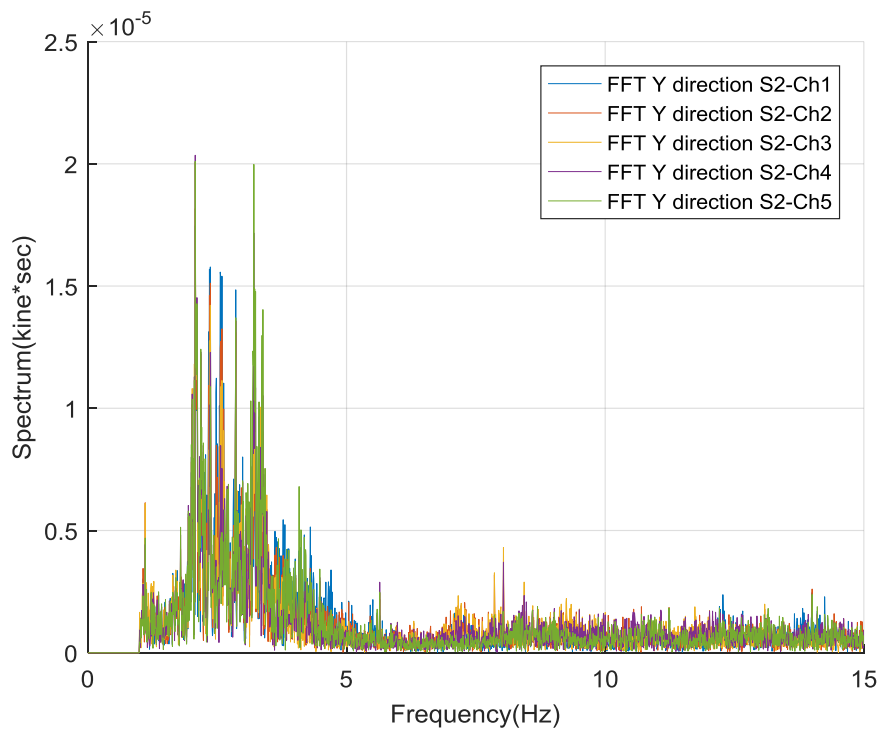 ×10⁻⁵
2.5
2
1.5
1
0.5
0
0
5
10
15
Spectrum(kine*sec)
Frequency(Hz)
FFT Y direction S2-Ch1
FFT Y direction S2-Ch2
FFT Y direction S2-Ch3
FFT Y direction S2-Ch4
FFT Y direction S2-Ch5